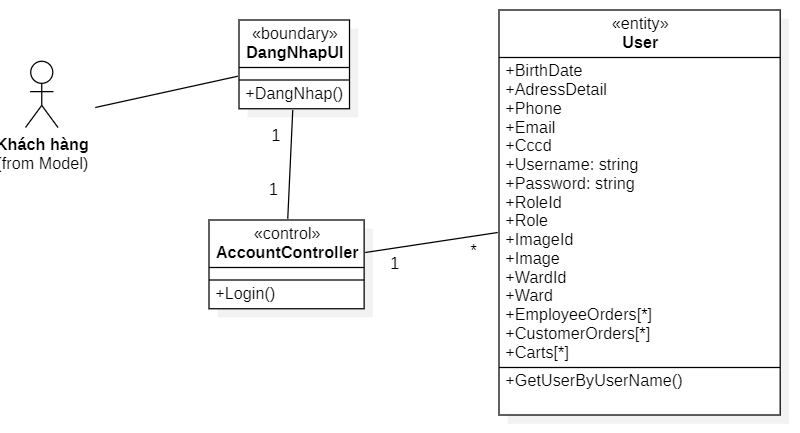 «boundary»
DangNhapUI
+DangNhap()
Khách hàng
(from Model)
1
1
«control»
AccountController
+Login()
1
*
«entity»
User
+BirthDate
+AdressDetail
+Phone
+Email
+Cccd
+Username: string
+Password: string
+RoleId
+Role
+ImageId
+Image
+WardId
+Ward
+EmployeeOrders[*]
+CustomerOrders[*]
+Carts[*]
+GetUserByUserName()